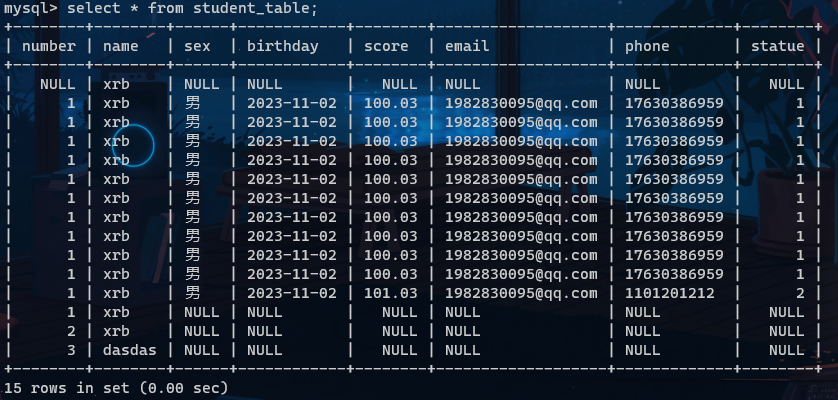 mysql> select * from student_table;
+--------+--------+------+------------+--------+-------------------+-------------+--------+
| number | name   | sex  | birthday   | score  | email             | phone       | statue |
+--------+--------+------+------------+--------+-------------------+-------------+--------+
|   NULL | xrb    | NULL | NULL       |   NULL | NULL              | NULL        |   NULL |
|      1 | xrb    | 男   | 2023-11-02 | 100.03 | 1982830095@qq.com | 17630386959 |      1 |
|      1 | xrb    | 男   | 2023-11-02 | 100.03 | 1982830095@qq.com | 17630386959 |      1 |
|      1 | xrb    | 男   | 2023-11-02 | 100.03 | 1982830095@qq.com | 17630386959 |      1 |
|      1 | xrb    | 男   | 2023-11-02 | 100.03 | 1982830095@qq.com | 17630386959 |      1 |
|      1 | xrb    | 男   | 2023-11-02 | 100.03 | 1982830095@qq.com | 17630386959 |      1 |
|      1 | xrb    | 男   | 2023-11-02 | 100.03 | 1982830095@qq.com | 17630386959 |      1 |
|      1 | xrb    | 男   | 2023-11-02 | 100.03 | 1982830095@qq.com | 17630386959 |      1 |
|      1 | xrb    | 男   | 2023-11-02 | 100.03 | 1982830095@qq.com | 17630386959 |      1 |
|      1 | xrb    | 男   | 2023-11-02 | 100.03 | 1982830095@qq.com | 17630386959 |      1 |
|      1 | xrb    | 男   | 2023-11-02 | 100.03 | 1982830095@qq.com | 17630386959 |      1 |
|      1 | xrb    | 男   | 2023-11-02 | 101.03 | 1982830095@qq.com | 1101201212  |      2 |
|      1 | xrb    | NULL | NULL       |   NULL | NULL              | NULL        |   NULL |
|      2 | xrb    | NULL | NULL       |   NULL | NULL              | NULL        |   NULL |
|      3 | dasdas | NULL | NULL       |   NULL | NULL              | NULL        |   NULL |
+--------+--------+------+------------+--------+-------------------+-------------+--------+
15 rows in set (0.00 sec)